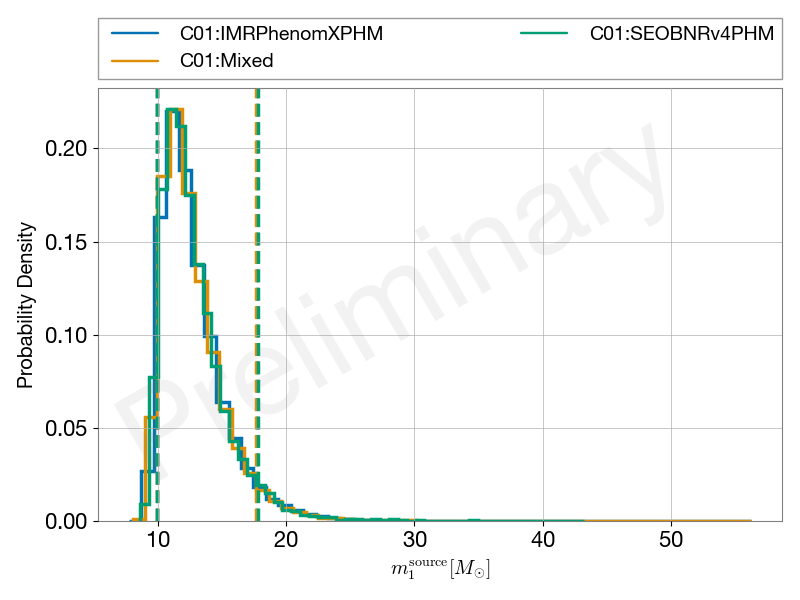 C01:IMRPhenomXPHM
C01:Mixed
C01:SEOBNRv4PHM
Preliminary
Probability Density
0.20
0.15
0.10
0.05
0.00
10 20 30 40 50
m₁^source [M⊙]